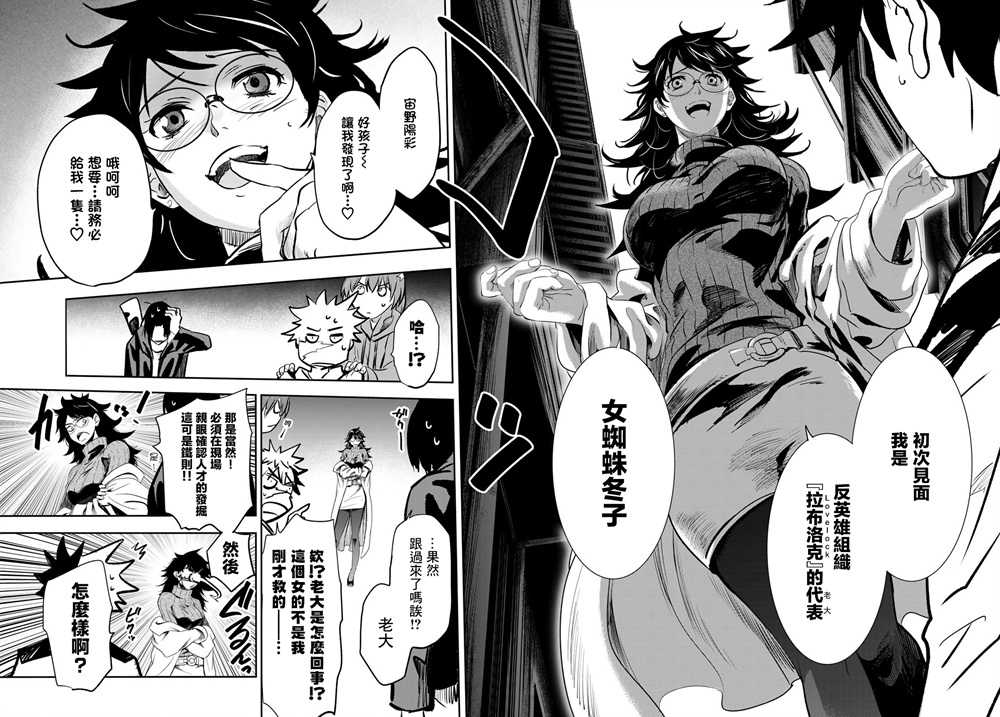 初次見面
我是
反英雄組織
『拉布洛克』的代表
Lovelock
老大
女蜘蛛冬子
宙野陽彩
好孩子~
讓我發現了啊…♡
哦呵呵
想要…請務必
給我一隻…♡
哈…!?
…果然
跟過來了嗎誒!?
老大
欸!?老大是怎麼回事!?
這個女的不是我
剛才救的——…
那是當然!
必須在現場
親眼確認人才的發掘
這可是鐵則!!
然後
怎麼樣啊?